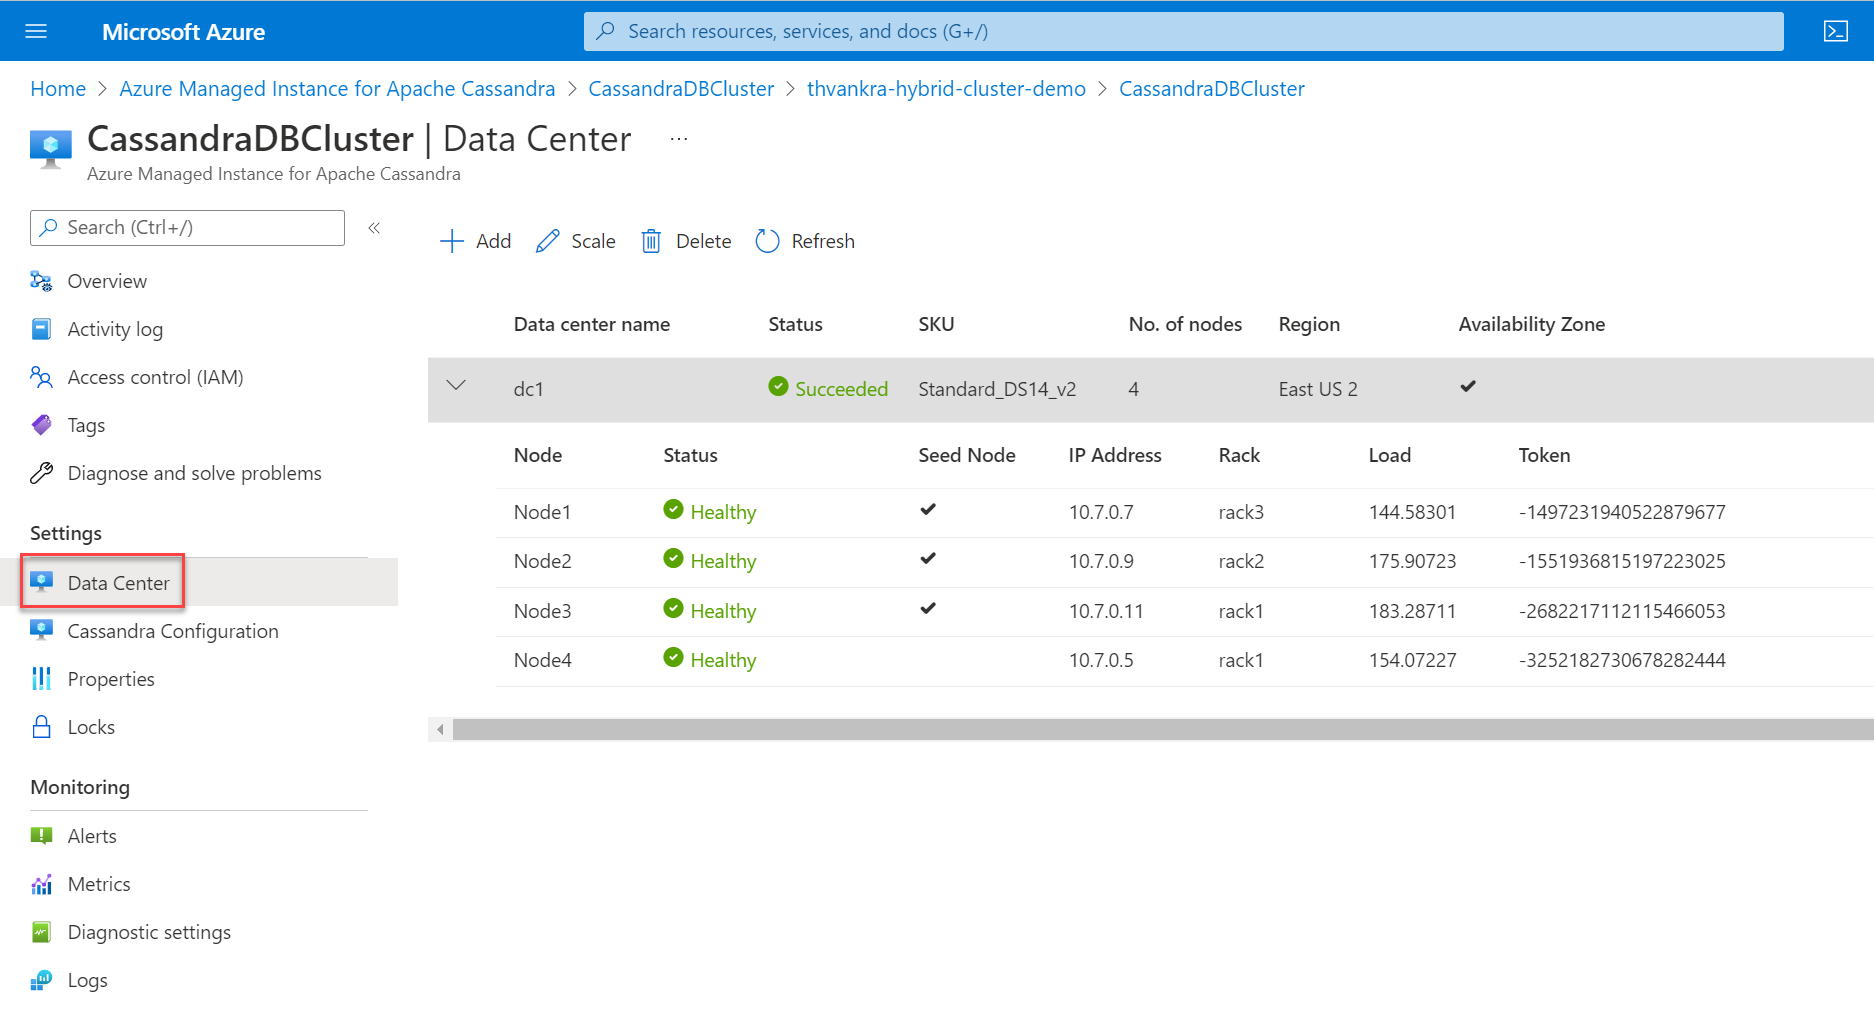 Microsoft Azure
Search resources, services, and docs (G+/)
Home > Azure Managed Instance for Apache Cassandra > CassandraDBCluster > thvankra-hybrid-cluster-demo > CassandraDBCluster
CassandraDBCluster | Data Center ...
Azure Managed Instance for Apache Cassandra
Search (Ctrl+/) «
Overview
Activity log
Access control (IAM)
Tags
Diagnose and solve problems
Settings
Data Center
Cassandra Configuration
Properties
Locks
Monitoring
Alerts
Metrics
Diagnostic settings
Logs
Add Scale Delete Refresh
Data center name Status SKU No. of nodes Region Availability Zone
dc1 Succeeded Standard_DS14_v2 4 East US 2
Node Status Seed Node IP Address Rack Load Token
Node1 Healthy 10.7.0.7 rack3 144.58301 -1497231940522879677
Node2 Healthy 10.7.0.9 rack2 175.90723 -1551936815197223025
Node3 Healthy 10.7.0.11 rack1 183.28711 -2682217112115466053
Node4 Healthy 10.7.0.5 rack1 154.07227 -3252182730678282444